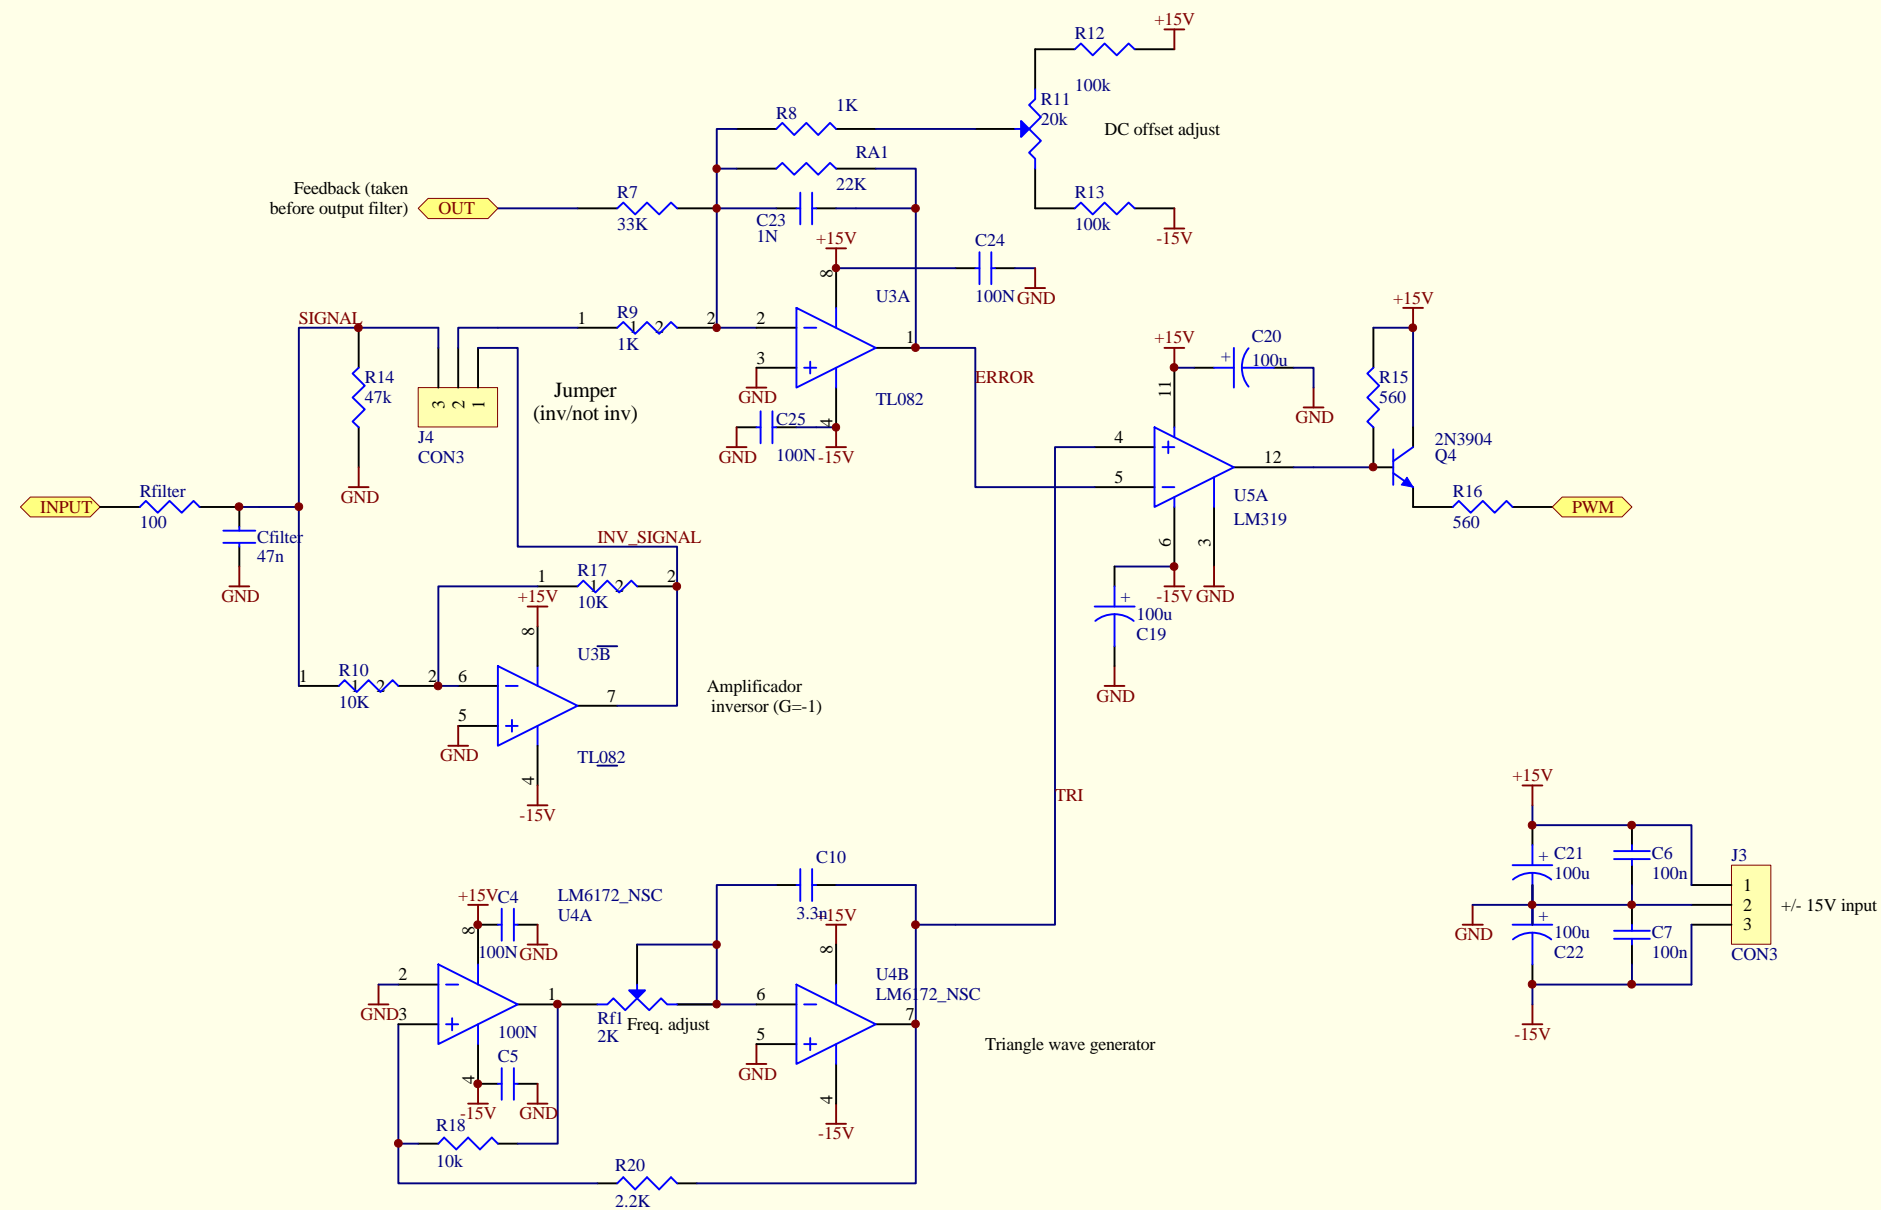 +15V
R12
100k
R11
20k
DC offset adjust
R8
1K
RA1
22K
Feedback (taken
before output filter)
OUT
R7
33K
C23
1N
R13
100k
-15V
+15V
8
C24
100N
GND
U3A
SIGNAL
1
R9
1 2
1K
2
2
3
GND
1
TL082
4
C25
100N
GND
-15V
ERROR
R14
47k
GND
3
2
1
J4
CON3
Jumper
(inv/not inv)
+15V
11
C20
100u
GND
+15V
R15
560
2N3904
Q4
4
5
12
U5A
LM319
6
3
-15V
GND
100u
C19
GND
R16
560
PWM
INPUT
Rfilter
100
Cfilter
47n
GND
INV_SIGNAL
1
R17
1 2
10K
2
+15V
8
U3B
1
R10
1 2
10K
2
6
5
GND
7
TL082
4
-15V
Amplificador
inversor (G=-1)
TRI
+15V
C21
100u
C6
100n
J3
1
2
3
CON3
+/- 15V input
GND
100u
C22
C7
100n
-15V
C10
3.3n
+15V
8
LM6172_NSC
U4A
+15V
C4
8
100N
GND
2
GND
3
1
100N
C5
4
-15V
GND
Rf1
2K
Freq. adjust
6
5
GND
U4B
LM6172_NSC
7
4
-15V
Triangle wave generator
R18
10k
R20
2.2K